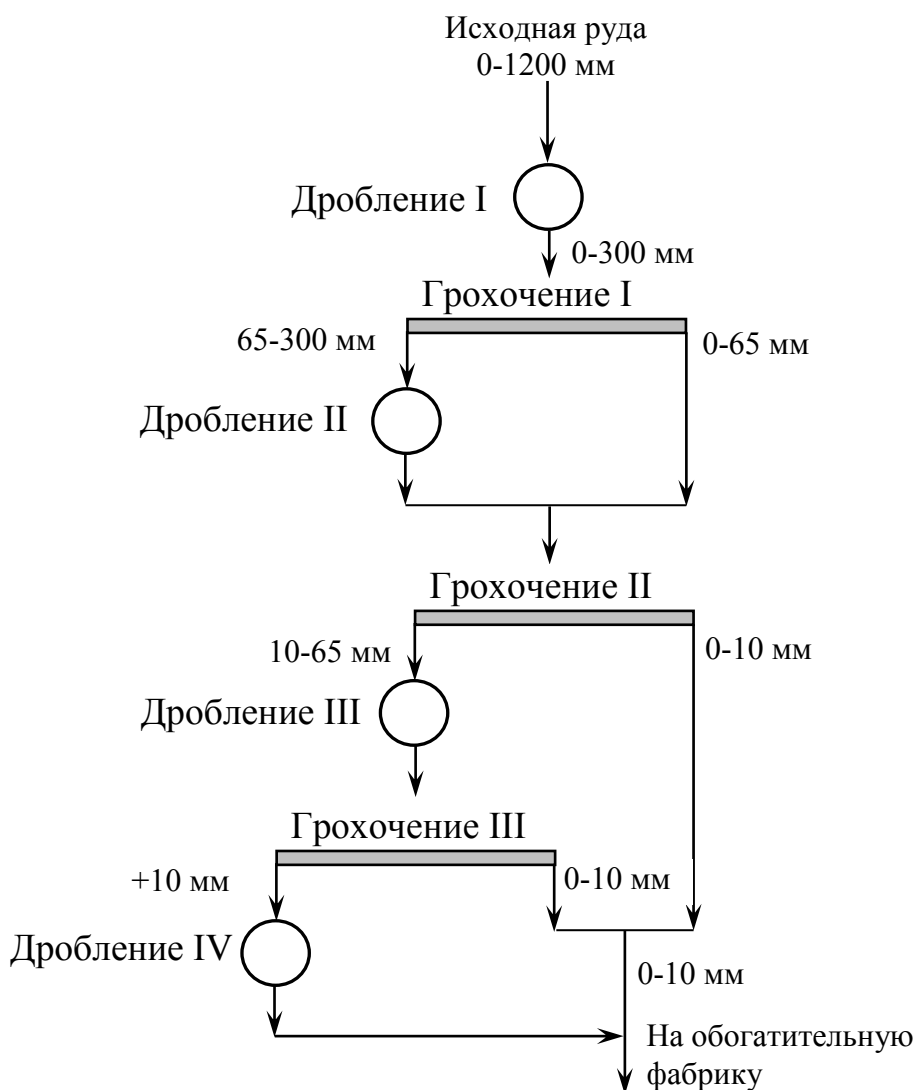 Исходная руда
0-1200 мм
Дробление I
0-300 мм
Грохочение I
65-300 мм
0-65 мм
Дробление II
Грохочение II
10-65 мм
0-10 мм
Дробление III
Грохочение III
+10 мм
0-10 мм
Дробление IV
0-10 мм
На обогатительную
фабрику